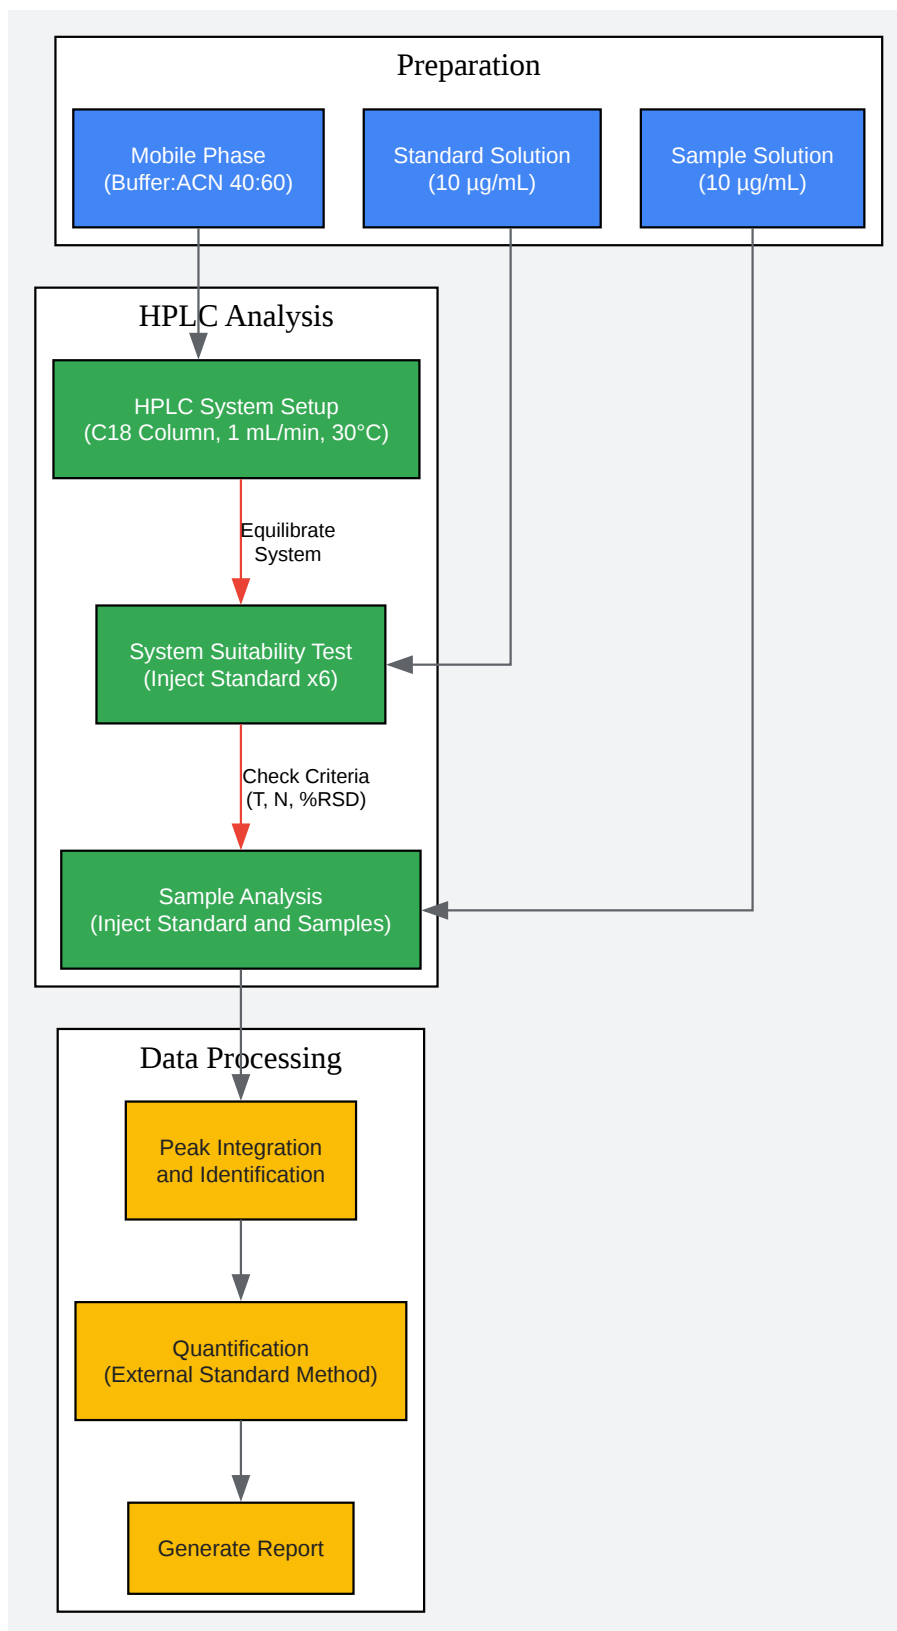 Preparation
Mobile Phase
(Buffer:ACN 40:60)
Standard Solution
(10 µg/mL)
Sample Solution
(10 µg/mL)
HPLC Analysis
HPLC System Setup
(C18 Column, 1 mL/min, 30°C)
Equilibrate
System
System Suitability Test
(Inject Standard x6)
Check Criteria
(T, N, %RSD)
Sample Analysis
(Inject Standard and Samples)
Data Processing
Peak Integration
and Identification
Quantification
(External Standard Method)
Generate Report